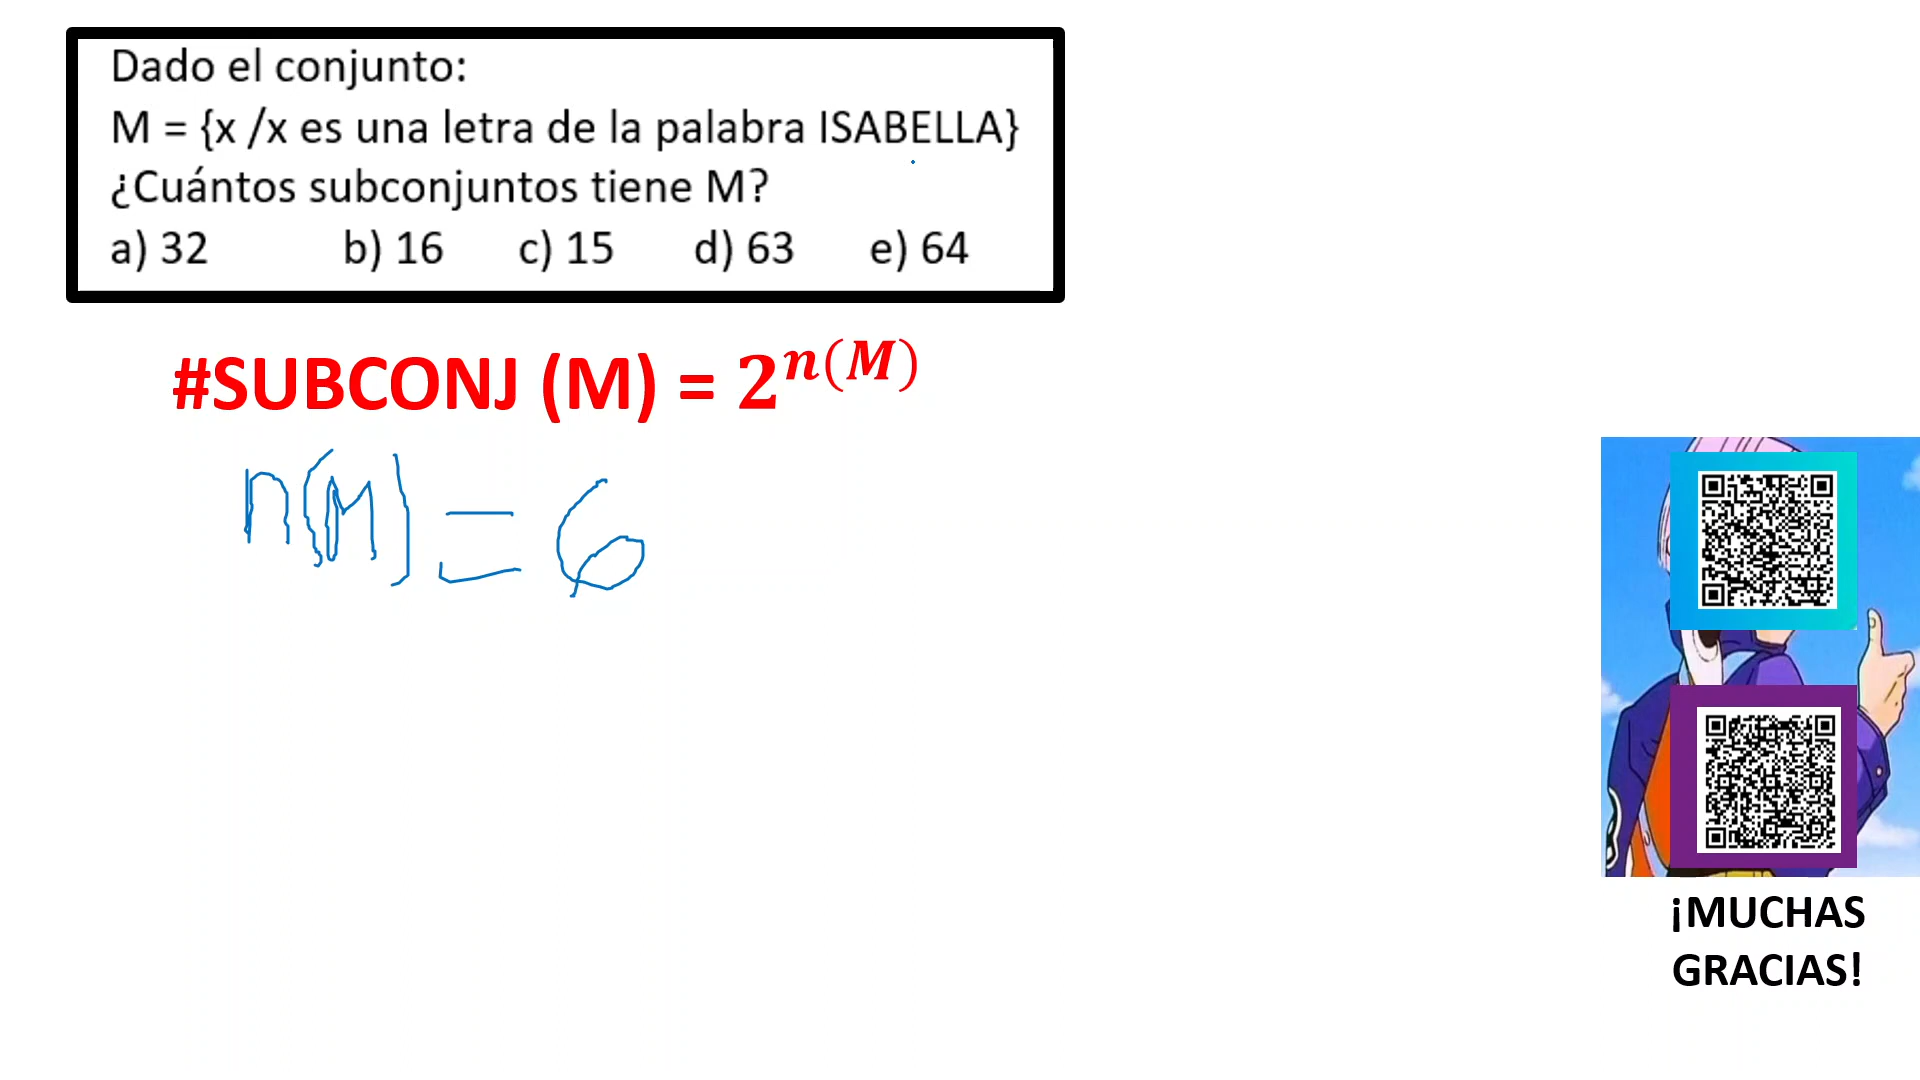 Dado el conjunto:
M = {x /x es una letra de la palabra ISABELLA}
¿Cuántos subconjuntos tiene M?
a) 32 b) 16 c) 15 d) 63 e) 64
#SUBCONJ (M) = 2^{n(M)}
n(M) = 6
¡MUCHAS
GRACIAS!